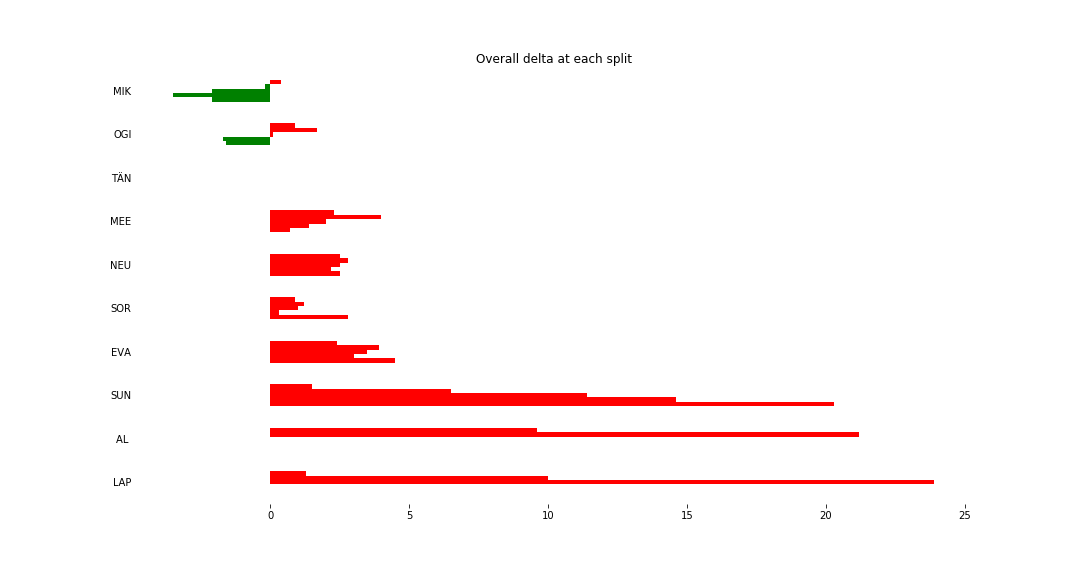 Overall delta at each split
MIK
OGI
TÄN
MEE
NEU
SOR
EVA
SUN
AL
LAP
0 5 10 15 20 25